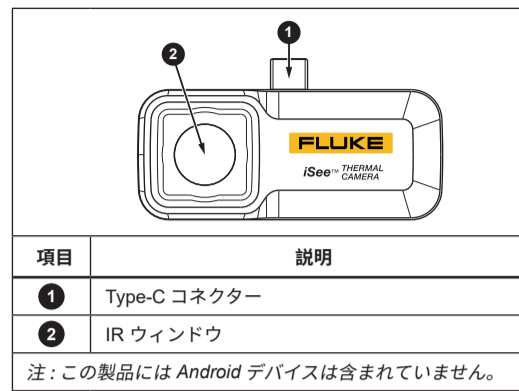 1
2
FLUKE
iSee™ THERMAL
CAMERA
項目 説明
1 Type-C コネクター
2 IR ウィンドウ
注 : この製品には Android デバイスは含まれていません。